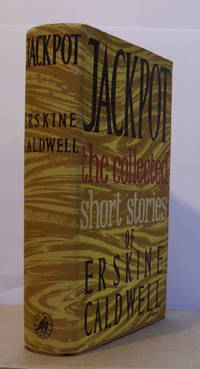 JACKPOT
ERSKINE
CALDWELL
JACKPOT
the collected
short stories
OF
ERSKINE
CALDWELL